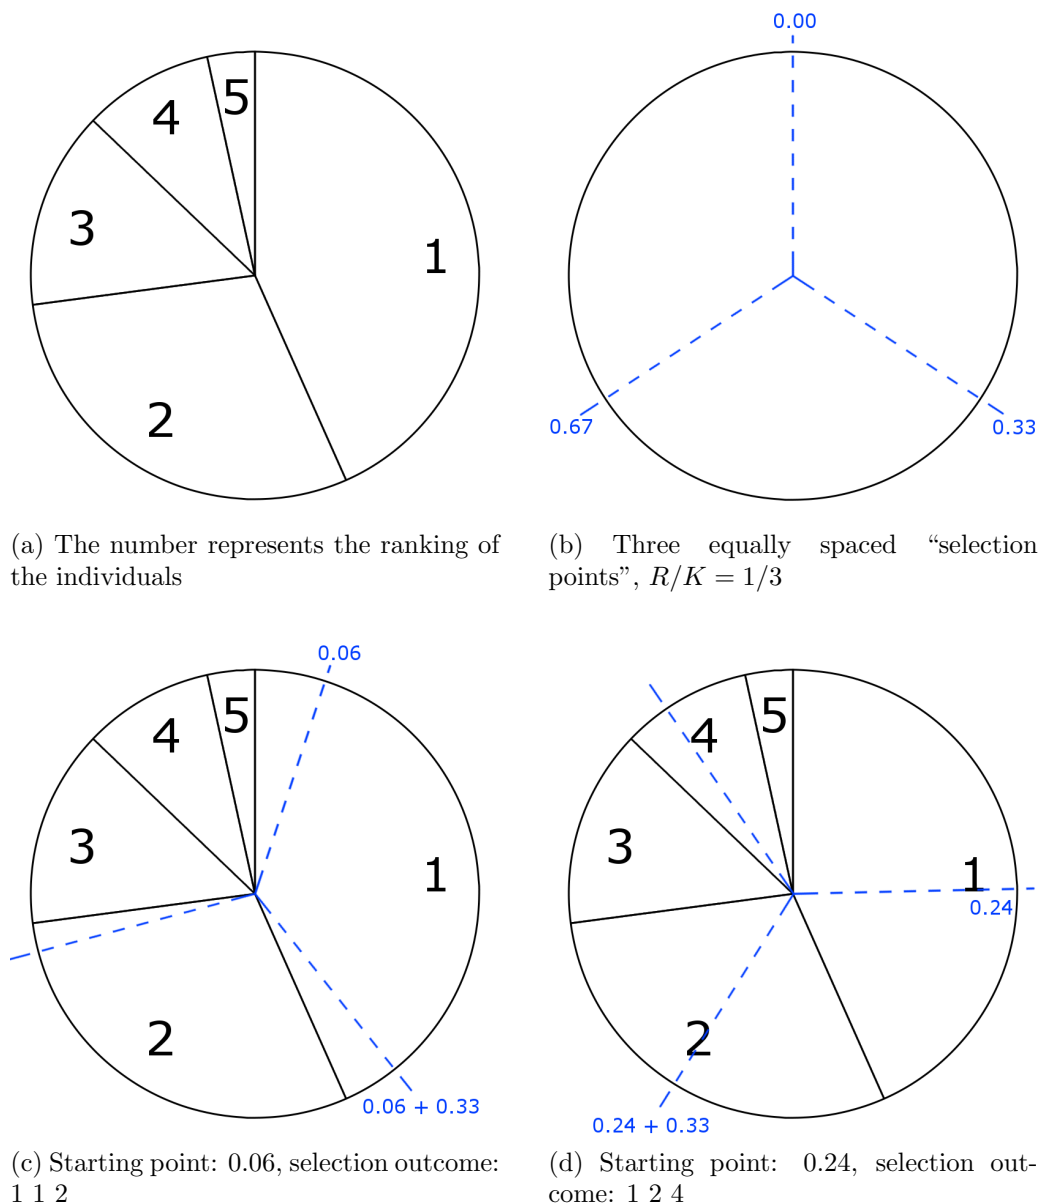 5
4
3
1
2
0.00
0.67
0.33
(a) The number represents the ranking of
the individuals
(b) Three equally spaced “selection
points”, R/K = 1/3
0.06
5
4
3
1
2
0.06 + 0.33
5
4
3
1
0.24
2
0.24 + 0.33
(c) Starting point: 0.06, selection outcome:
1 1 2
(d) Starting point: 0.24, selection out-
come: 1 2 4